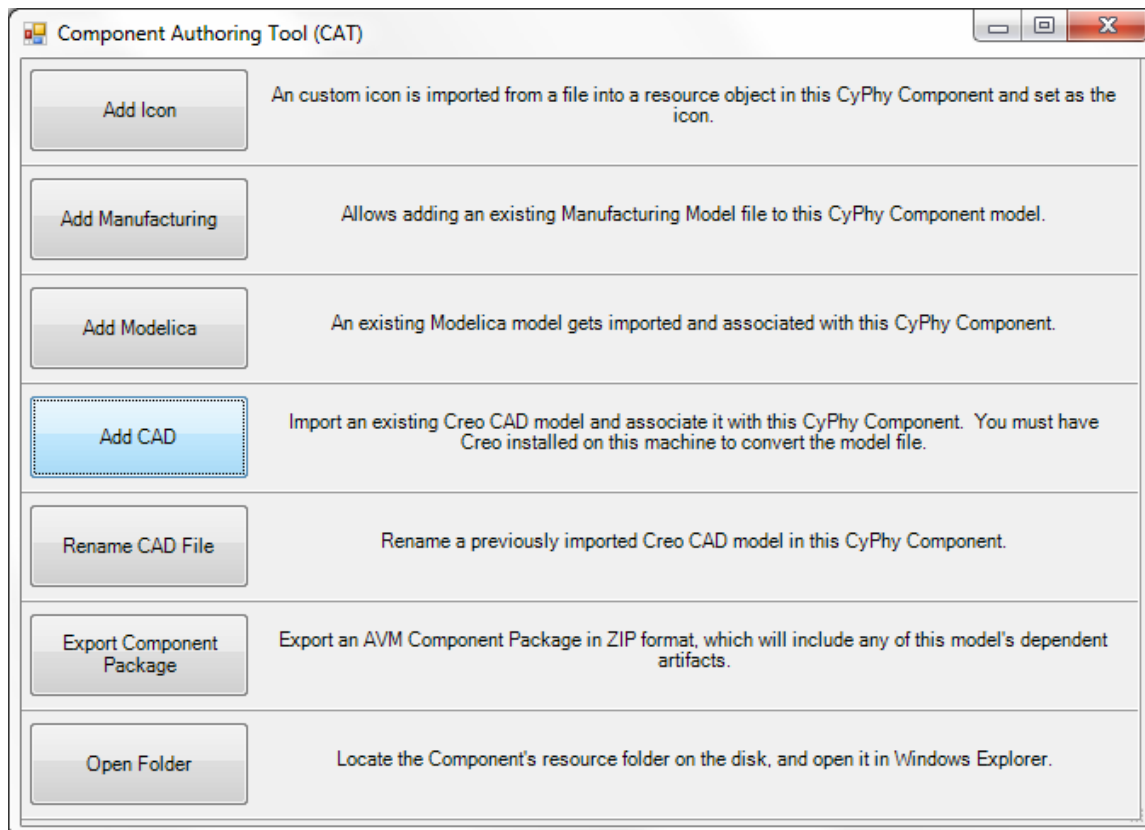 Component Authoring Tool (CAT)
Add Icon
An custom icon is imported from a file into a resource object in this CyPhy Component and set as the
icon.
Add Manufacturing
Allows adding an existing Manufacturing Model file to this CyPhy Component model.
Add Modelica
An existing Modelica model gets imported and associated with this CyPhy Component.
Add CAD
Import an existing Creo CAD model and associate it with this CyPhy Component.  You must have
Creo installed on this machine to convert the model file.
Rename CAD File
Rename a previously imported Creo CAD model in this CyPhy Component.
Export Component
Package
Export an AVM Component Package in ZIP format, which will include any of this model's dependent
artifacts.
Open Folder
Locate the Component's resource folder on the disk, and open it in Windows Explorer.